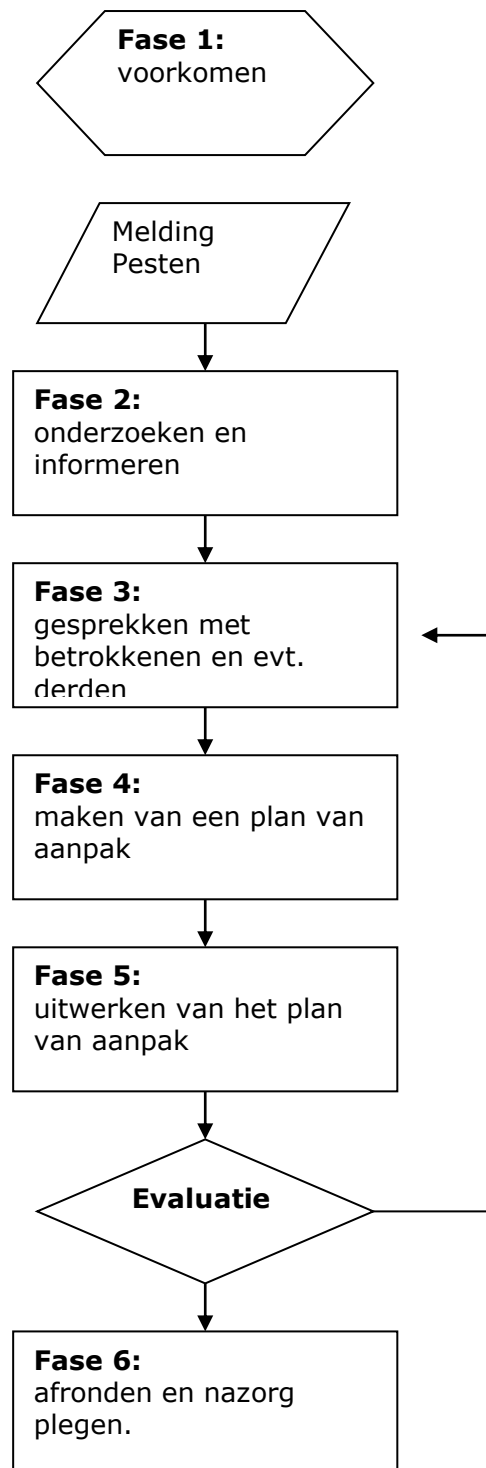 Fase 1:
voorkomen
Melding
Pesten
Fase 2:
onderzoeken en
informeren
Fase 3:
gesprekken met
betrokkenen en evt.
derden
Fase 4:
maken van een plan van
aanpak
Fase 5:
uitwerken van het plan
van aanpak
Evaluatie
Fase 6:
afronden en nazorg
plegen.